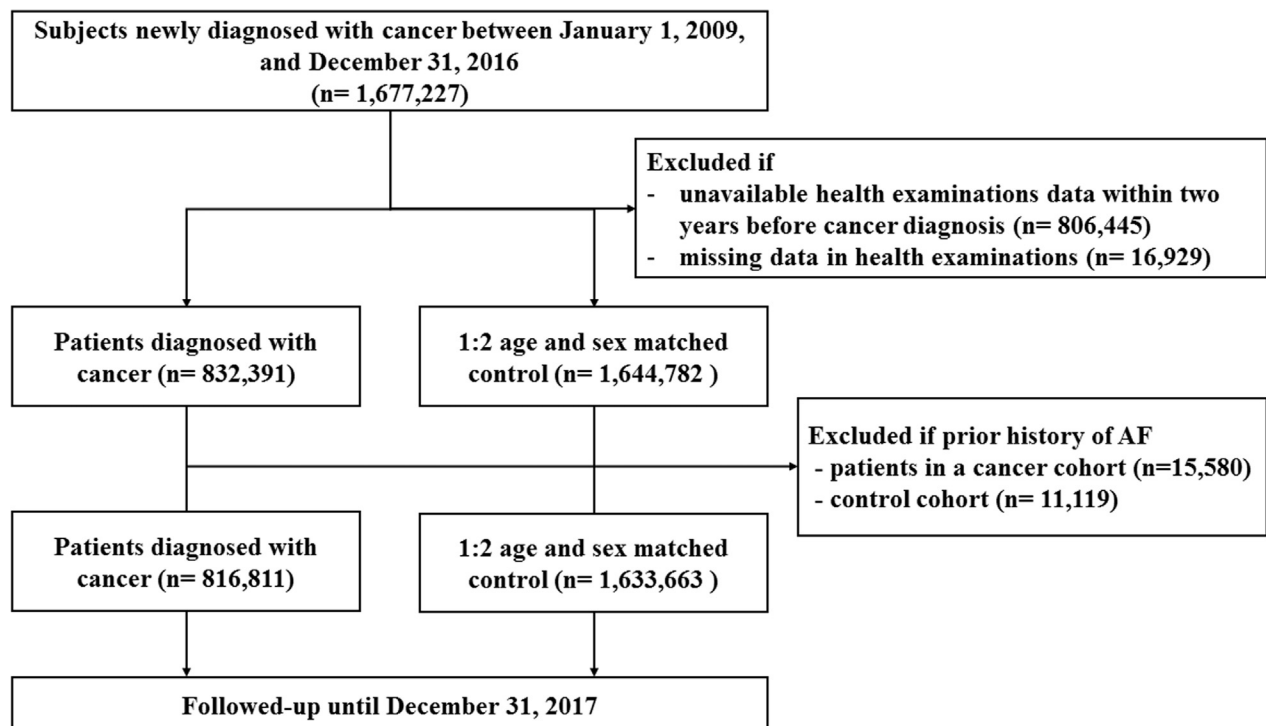 Subjects newly diagnosed with cancer between January 1, 2009,
and December 31, 2016
(n= 1,677,227)
Excluded if
- unavailable health examinations data within two
years before cancer diagnosis (n= 806,445)
- missing data in health examinations (n= 16,929)
Patients diagnosed with
cancer (n= 832,391)
1:2 age and sex matched
control (n= 1,644,782 )
Excluded if prior history of AF
- patients in a cancer cohort (n=15,580)
- control cohort (n= 11,119)
Patients diagnosed with
cancer (n= 816,811)
1:2 age and sex matched
control (n= 1,633,663 )
Followed-up until December 31, 2017